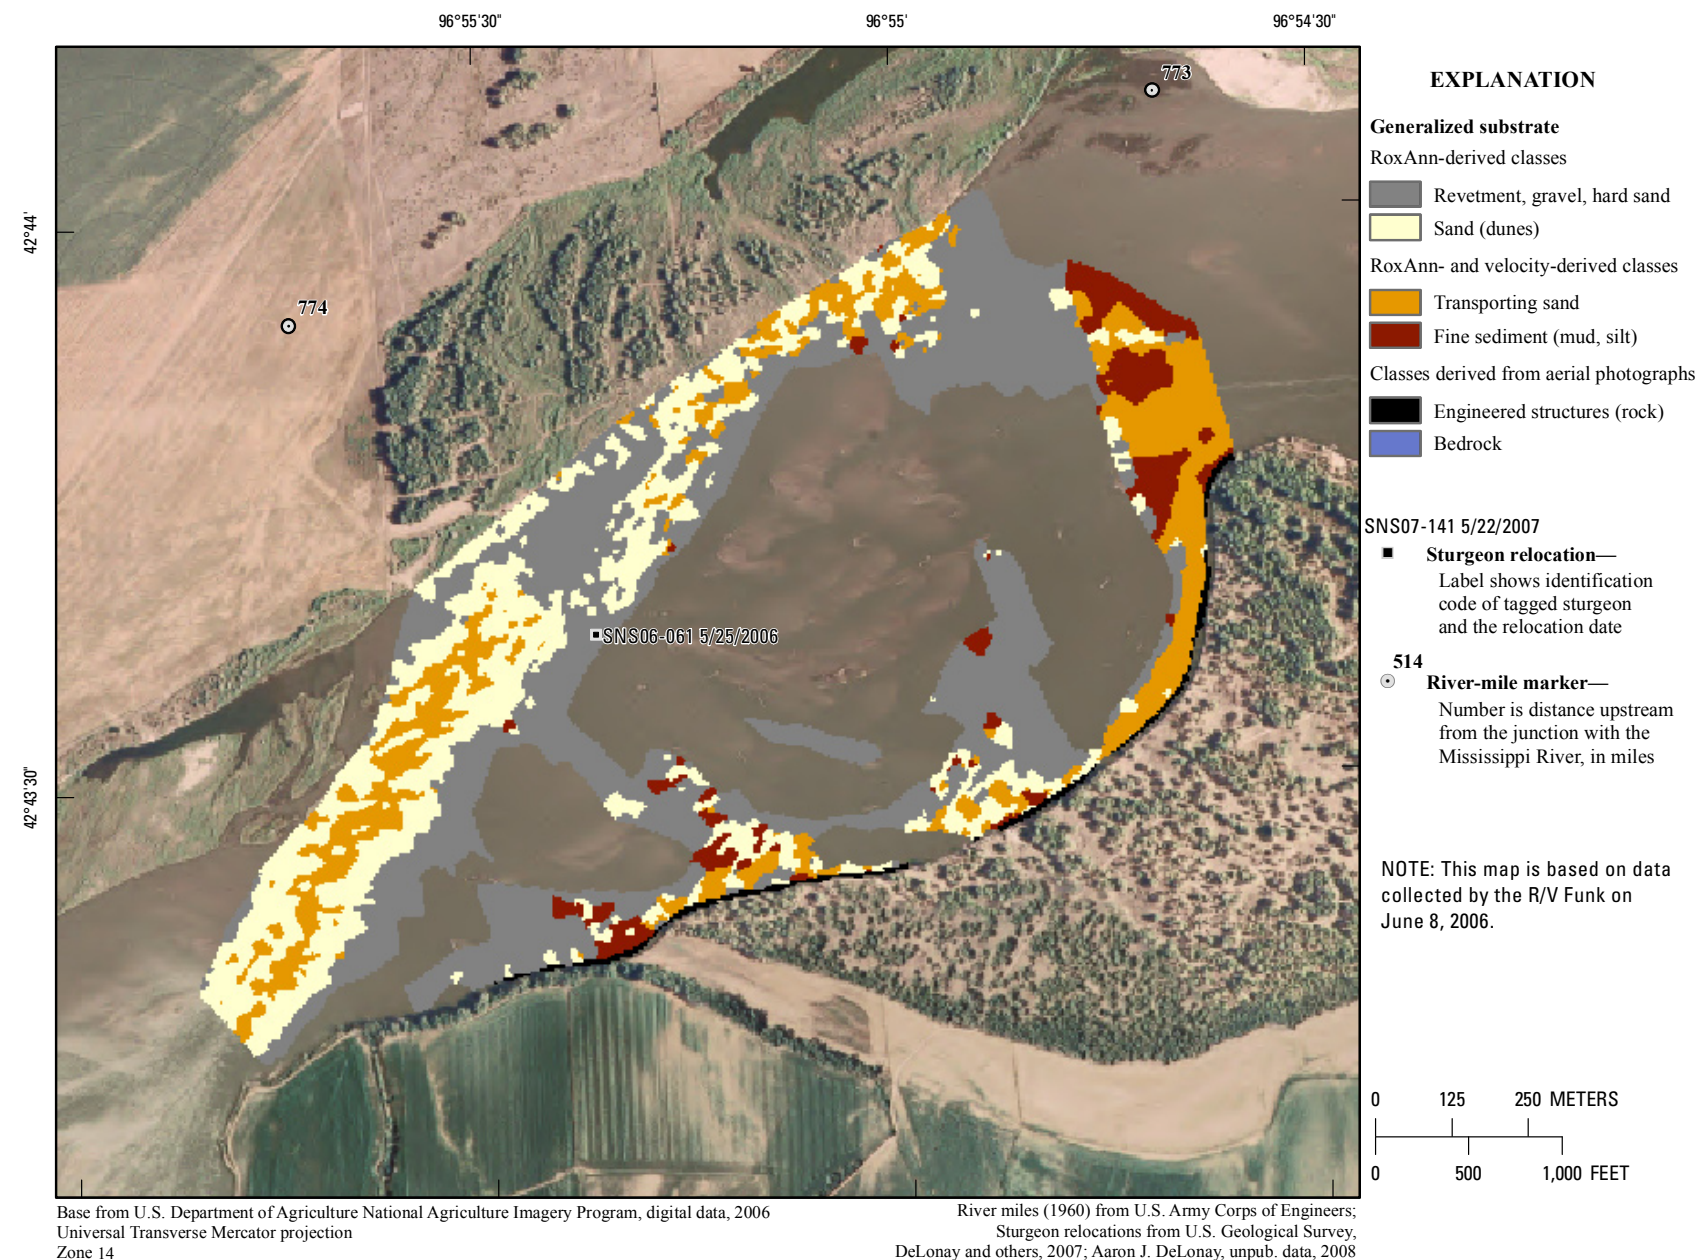 96°55'30"
96°55'
96°54'30"
42°44'
42°43'30"
773
774
SNS06-061 5/25/2006
EXPLANATION
Generalized substrate
RoxAnn-derived classes
Revetment, gravel, hard sand
Sand (dunes)
RoxAnn- and velocity-derived classes
Transporting sand
Fine sediment (mud, silt)
Classes derived from aerial photographs
Engineered structures (rock)
Bedrock
SNS07-141 5/22/2007
Sturgeon relocation—
Label shows identification
code of tagged sturgeon
and the relocation date
514
River-mile marker—
Number is distance upstream
from the junction with the
Mississippi River, in miles
NOTE: This map is based on data
collected by the R/V Funk on
June 8, 2006.
0 125 250 METERS
0 500 1,000 FEET
Base from U.S. Department of Agriculture National Agriculture Imagery Program, digital data, 2006
Universal Transverse Mercator projection
Zone 14
River miles (1960) from U.S. Army Corps of Engineers;
Sturgeon relocations from U.S. Geological Survey,
DeLonay and others, 2007; Aaron J. DeLonay, unpub. data, 2008